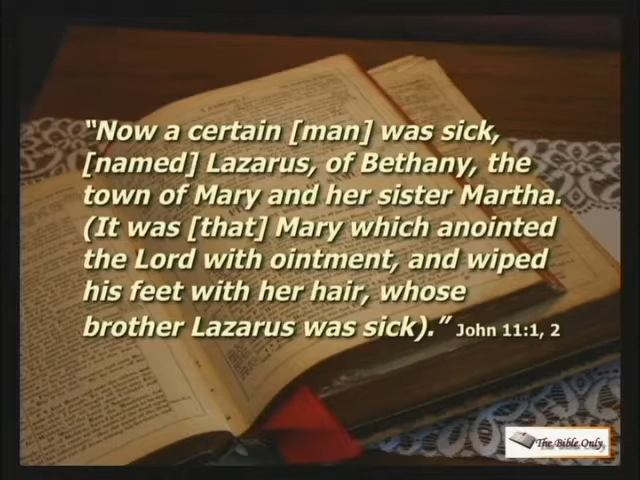 “Now a certain [man] was sick,
[named] Lazarus, of Bethany, the
town of Mary and her sister Martha.
(It was [that] Mary which anointed
the Lord with ointment, and wiped
his feet with her hair, whose
brother Lazarus was sick).” John 11:1, 2
The Bible Only